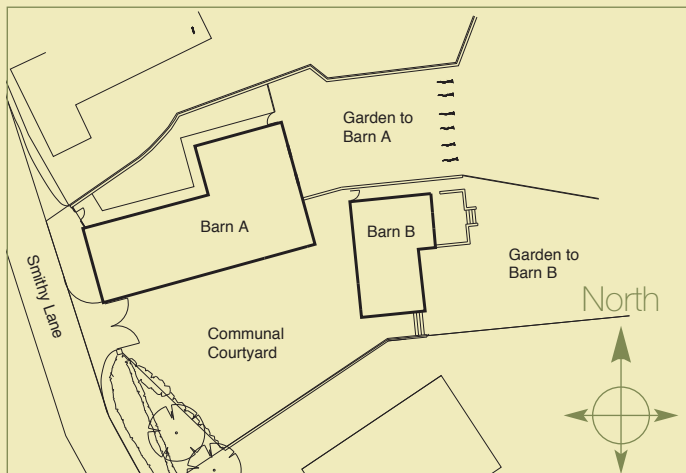 Garden to
Barn A
Barn A
Barn B
Garden to
Barn B
North
Smithy Lane
Communal
Courtyard